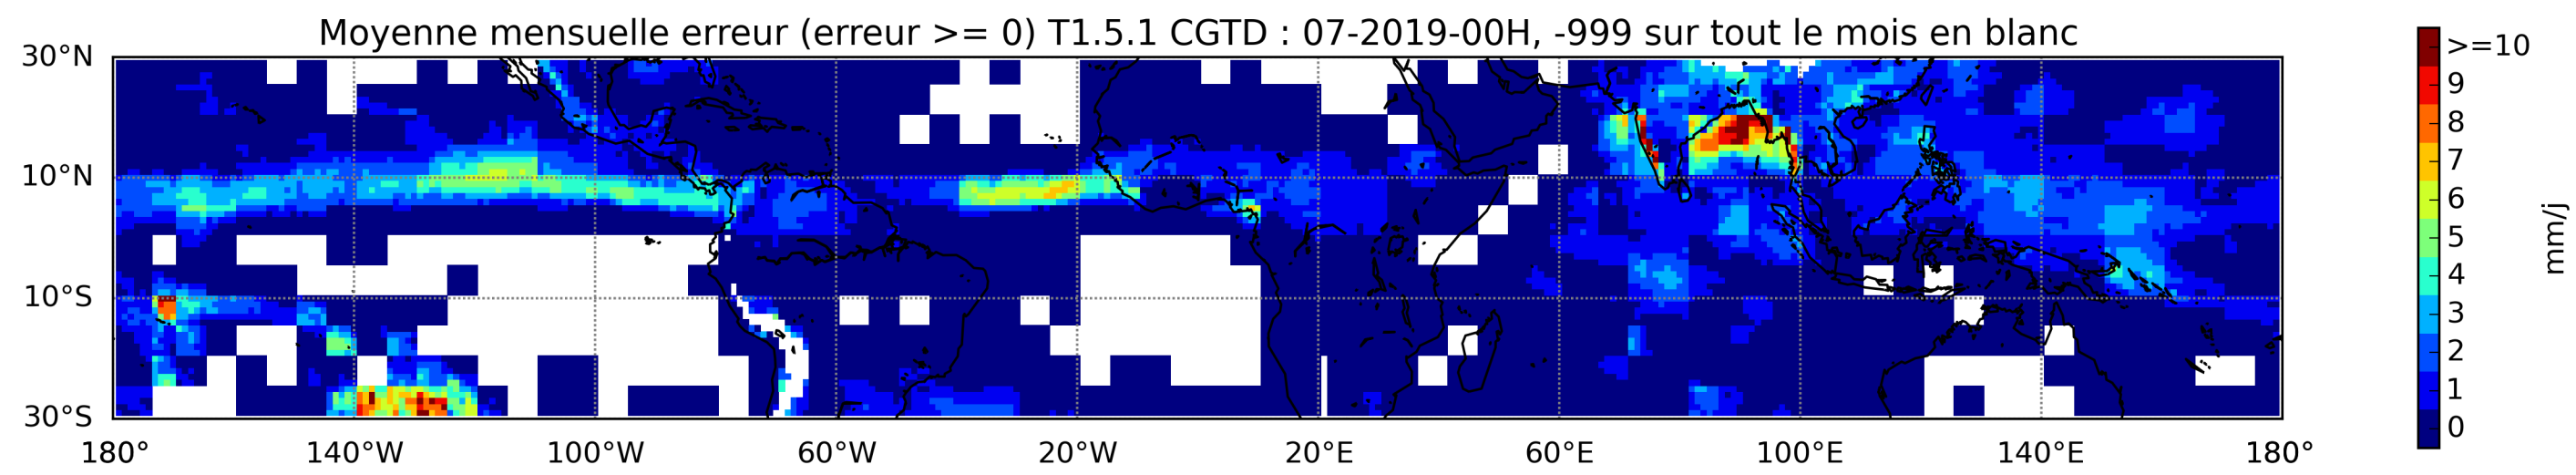 Moyenne mensuelle erreur (erreur >= 0) T1.5.1 CGTD : 07-2019-00H, -999 sur tout le mois en blanc
30°N
10°N
10°S
30°S
180° 140°W 100°W 60°W 20°W 20°E 60°E 100°E 140°E 180°
>=10
9
8
7
6
5
4
3
2
1
0
mm/j